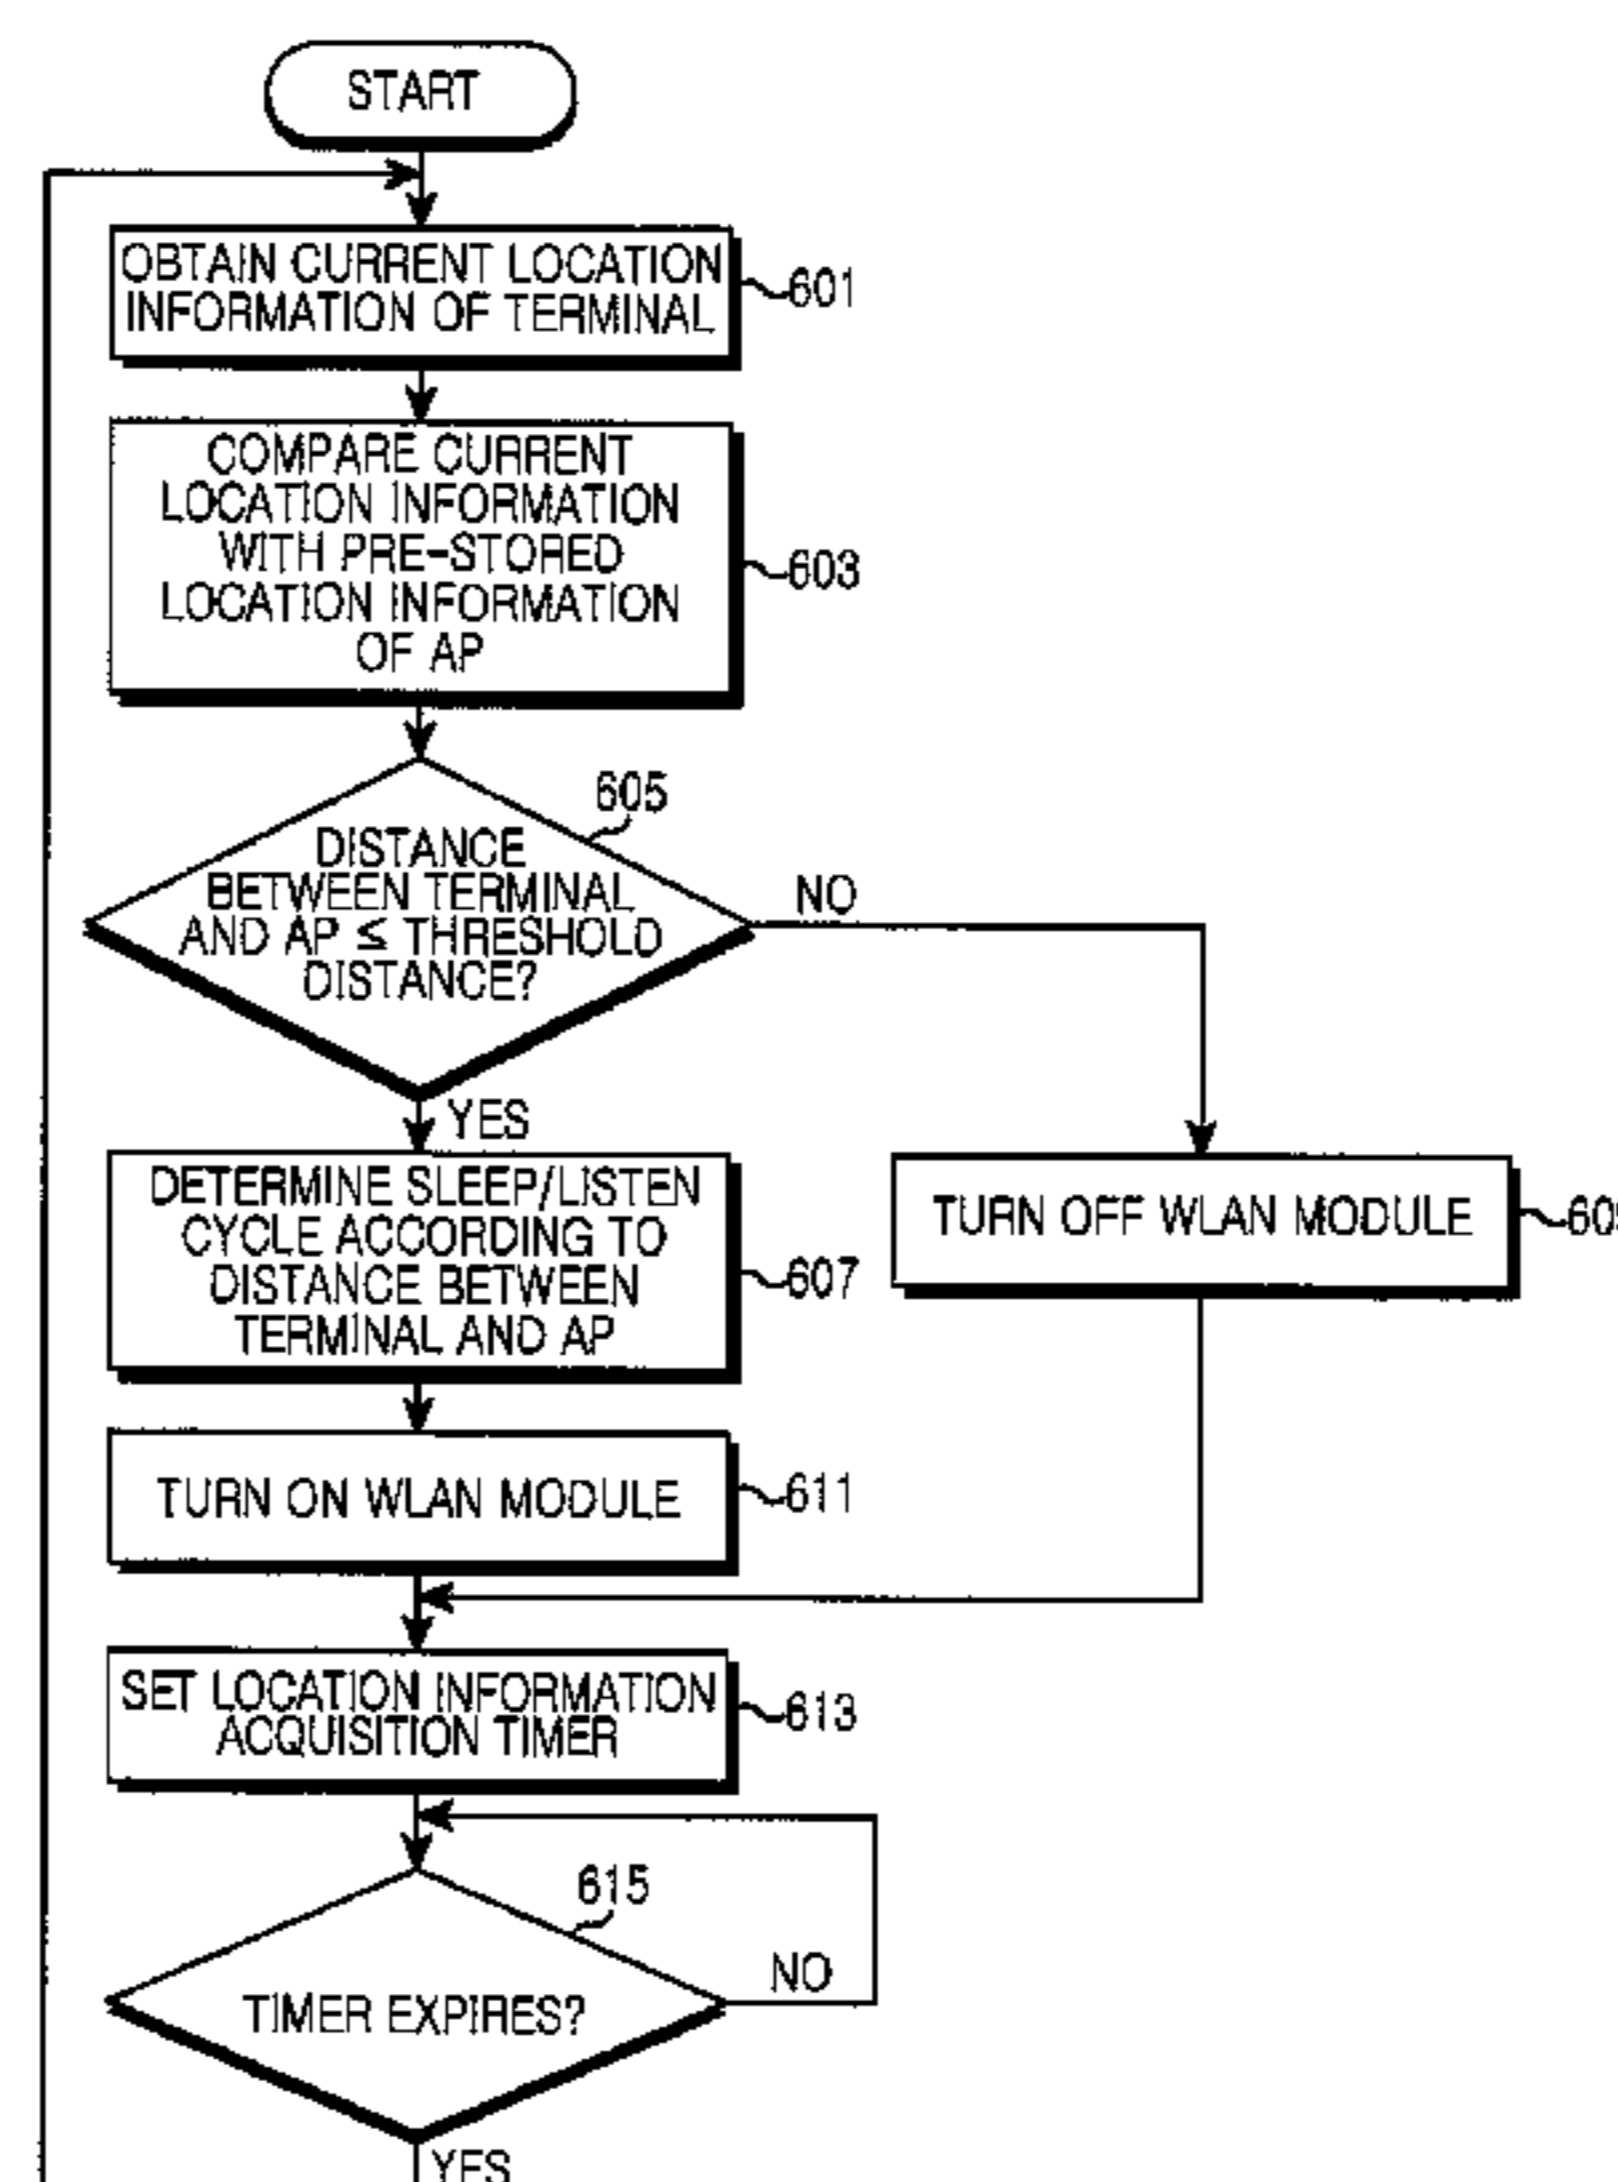 START
OBTAIN CURRENT LOCATION
INFORMATION OF TERMINAL
601
COMPARE CURRENT
LOCATION INFORMATION
WITH PRE-STORED
LOCATION INFORMATION
OF AP
603
605
DISTANCE
BETWEEN TERMINAL
AND AP ≤ THRESHOLD
DISTANCE?
NO
YES
DETERMINE SLEEP/LISTEN
CYCLE ACCORDING TO
DISTANCE BETWEEN
TERMINAL AND AP
607
TURN OFF WLAN MODULE
TURN ON WLAN MODULE
611
SET LOCATION INFORMATION
ACQUISITION TIMER
613
615
TIMER EXPIRES?
NO
YES